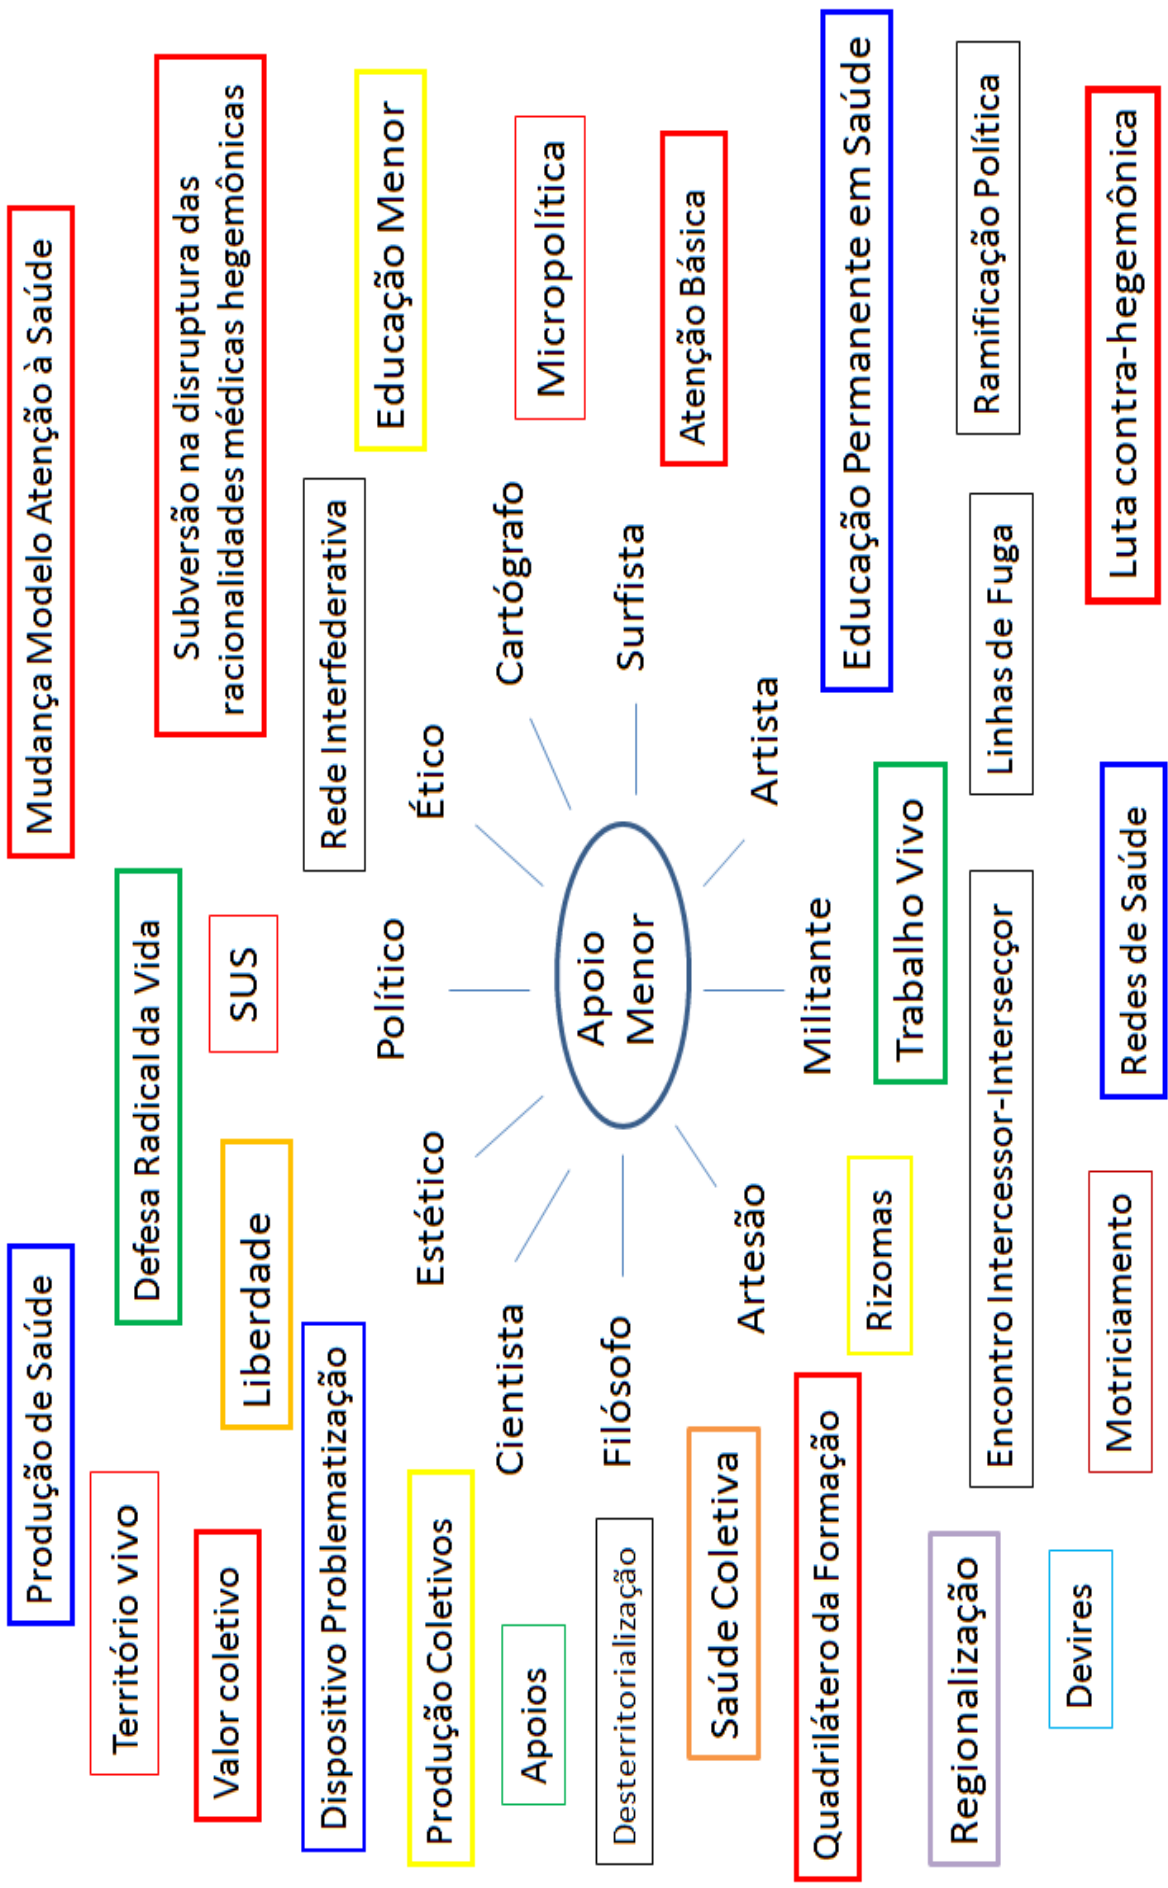 Produção de Saúde
Mudança Modelo Atenção à Saúde
Território vivo
Defesa Radical da Vida
Subversão na disruptura das
racionalidades médicas hegemônicas
Valor coletivo
Liberdade
SUS
Dispositivo Problematização
Rede Interfederativa
Educação Menor
Estético
Político
Ético
Produção Coletivos
Cientista
Cartógrafo
Micropolítica
Apoios
Apoio
Menor
Desterritorialização
Filósofo
Surfista
Atenção Básica
Saúde Coletiva
Artesão
Militante
Artista
Quadrilátero da Formação
Rizomas
Trabalho Vivo
Educação Permanente em Saúde
Regionalização
Encontro Intercessor-Intersecçor
Linhas de Fuga
Ramificação Política
Devires
Motriciamento
Redes de Saúde
Luta contra-hegemônica